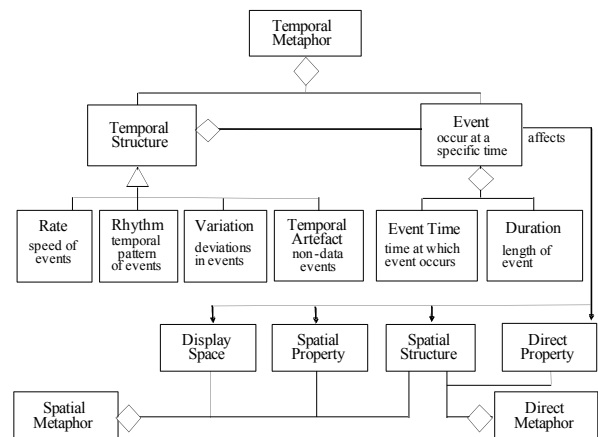 Temporal
Metaphor
Temporal
Structure
Event
occur at a
specific time
affects
Rate
speed of
events
Rhythm
temporal
pattern
of events
Variation
deviations
in events
Temporal
Artefact
non-data
events
Event Time
time at which
event occurs
Duration
length of
event
Display
Space
Spatial
Property
Spatial
Structure
Direct
Property
Spatial
Metaphor
Direct
Metaphor